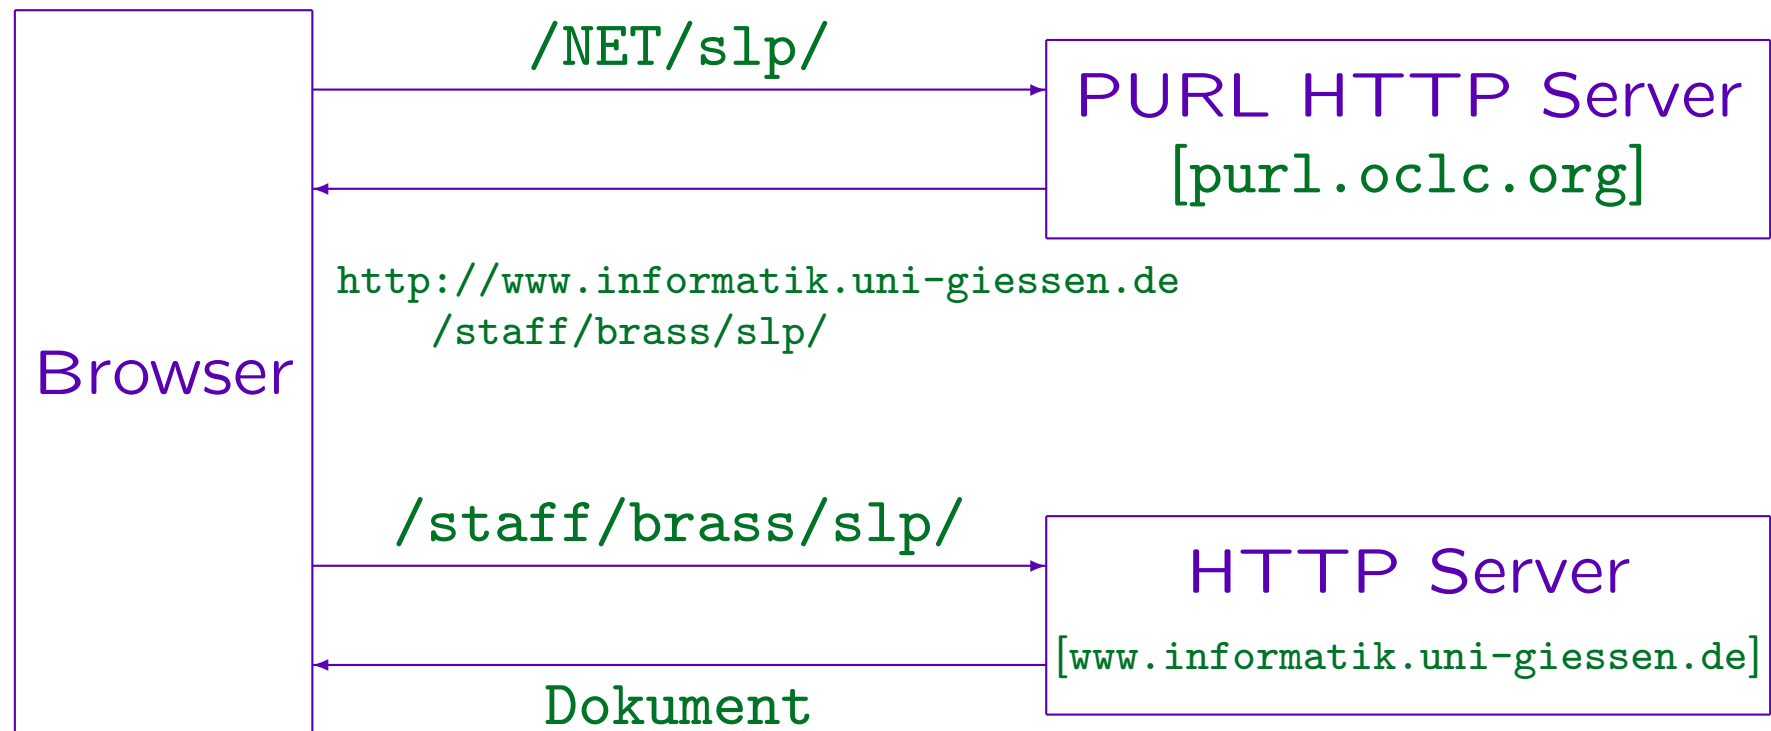 /NET/slp/
PURL HTTP Server
[purl.oclc.org]
http://www.informatik.uni-giessen.de
/staff/brass/slp/
Browser
/staff/brass/slp/
HTTP Server
[www.informatik.uni-giessen.de]
Dokument